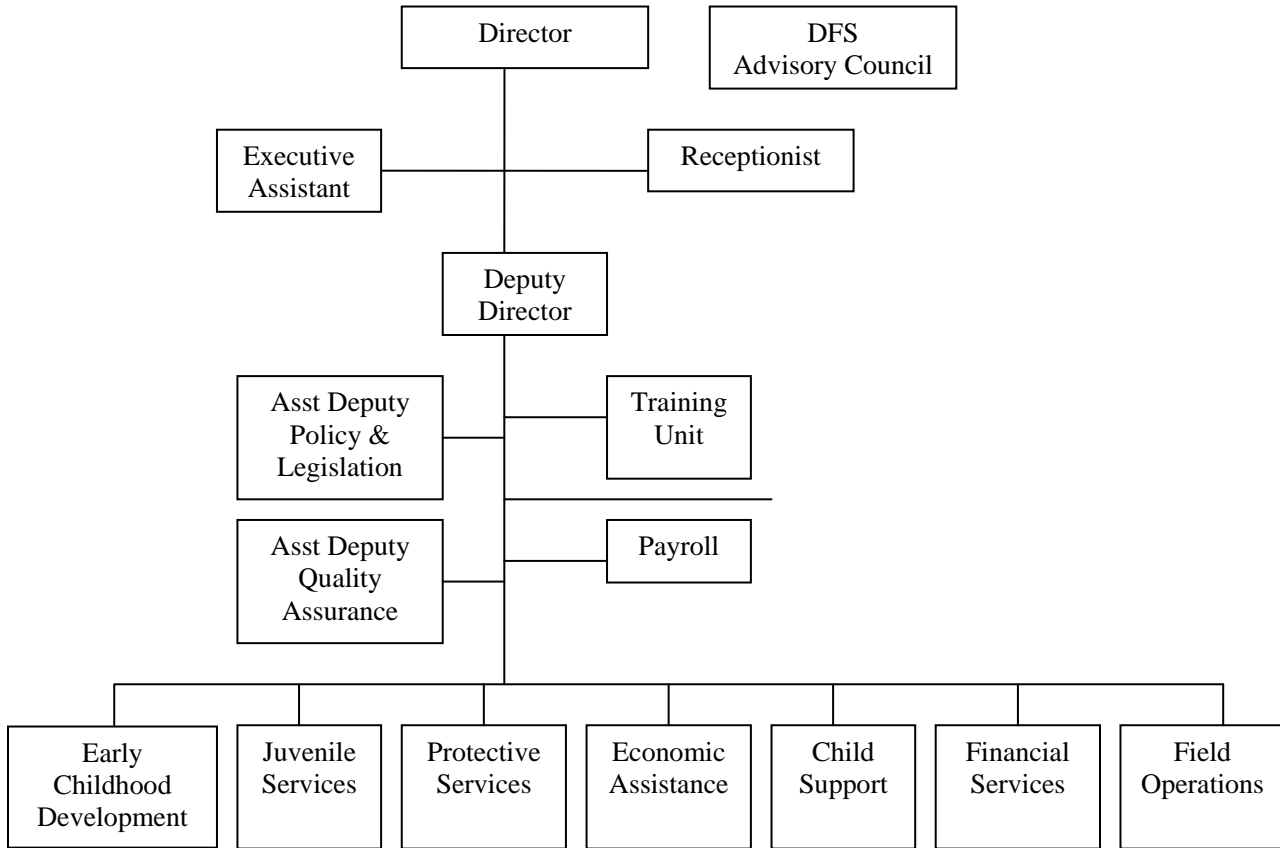 Director
DFS
Advisory Council
Executive
Assistant
Receptionist
Deputy
Director
Asst Deputy
Policy &
Legislation
Training
Unit
Asst Deputy
Quality
Assurance
Payroll
Early
Childhood
Development
Juvenile
Services
Protective
Services
Economic
Assistance
Child
Support
Financial
Services
Field
Operations